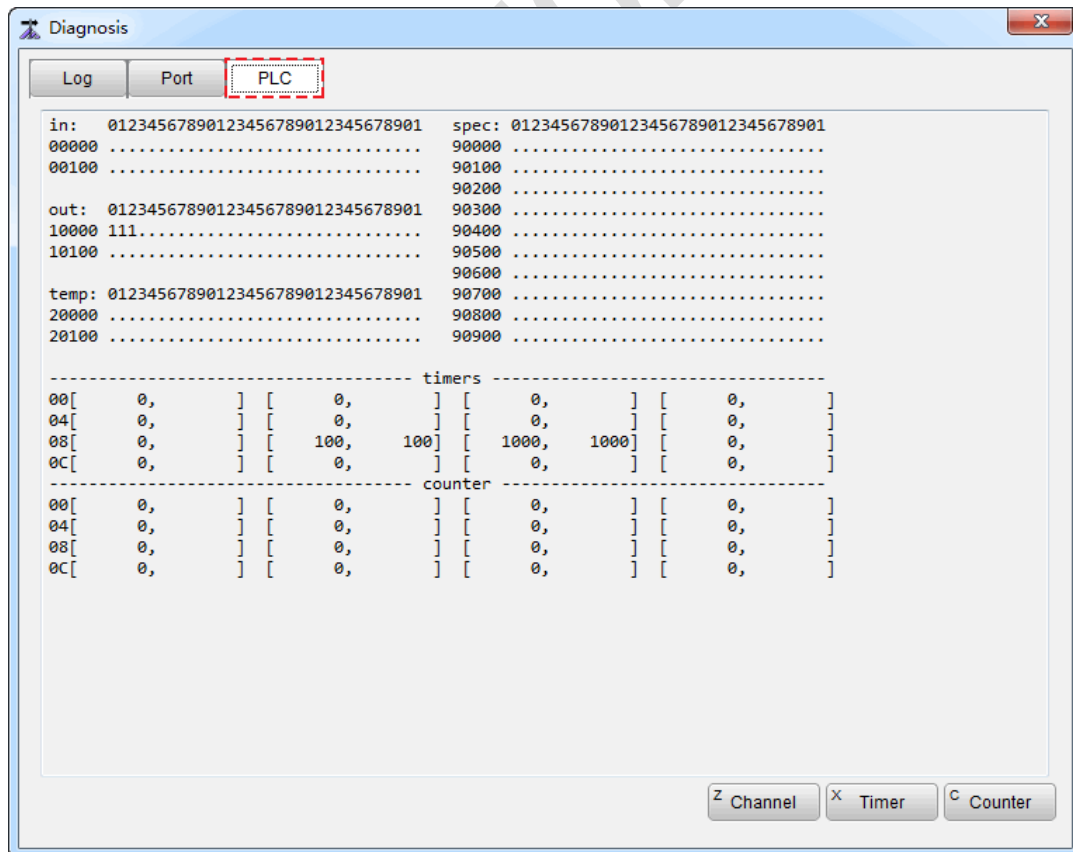 Diagnosis
x
Log Port PLC
in:   01234567890123456789012345678901   spec: 01234567890123456789012345678901
00000 ................................   90000 ................................
00100 ................................   90100 ................................
                                         90200 ................................
out:  01234567890123456789012345678901   90300 ................................
10000 111.............................   90400 ................................
10100 ................................   90500 ................................
                                         90600 ................................
temp: 01234567890123456789012345678901   90700 ................................
20000 ................................   90800 ................................
20100 ................................   90900 ................................
------------------------------------- timers ----------------------------------
00[      0,        ] [      0,        ] [      0,        ] [      0,        ]
04[      0,        ] [      0,        ] [      0,        ] [      0,        ]
08[      0,        ] [    100,     100] [   1000,    1000] [      0,        ]
0C[      0,        ] [      0,        ] [      0,        ] [      0,        ]
------------------------------------- counter ---------------------------------
00[      0,        ] [      0,        ] [      0,        ] [      0,        ]
04[      0,        ] [      0,        ] [      0,        ] [      0,        ]
08[      0,        ] [      0,        ] [      0,        ] [      0,        ]
0C[      0,        ] [      0,        ] [      0,        ] [      0,        ]
Z Channel X Timer C Counter